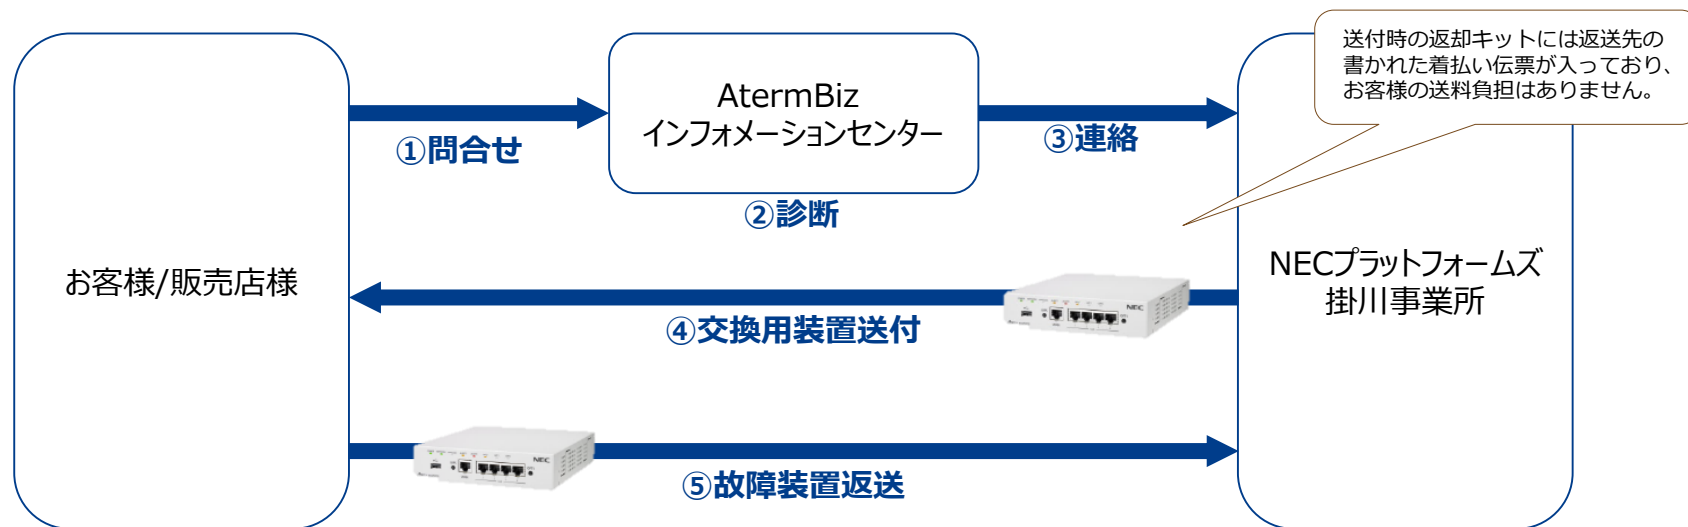 送付時の返却キットには返送先の
書かれた着払い伝票が入っており、
お客様の送料負担はありません。
AtermBiz
インフォメーションセンター
①問合せ
③連絡
②診断
お客様/販売店様
NECプラットフォームズ
掛川事業所
NEC
④交換用装置送付
NEC
⑤故障装置返送